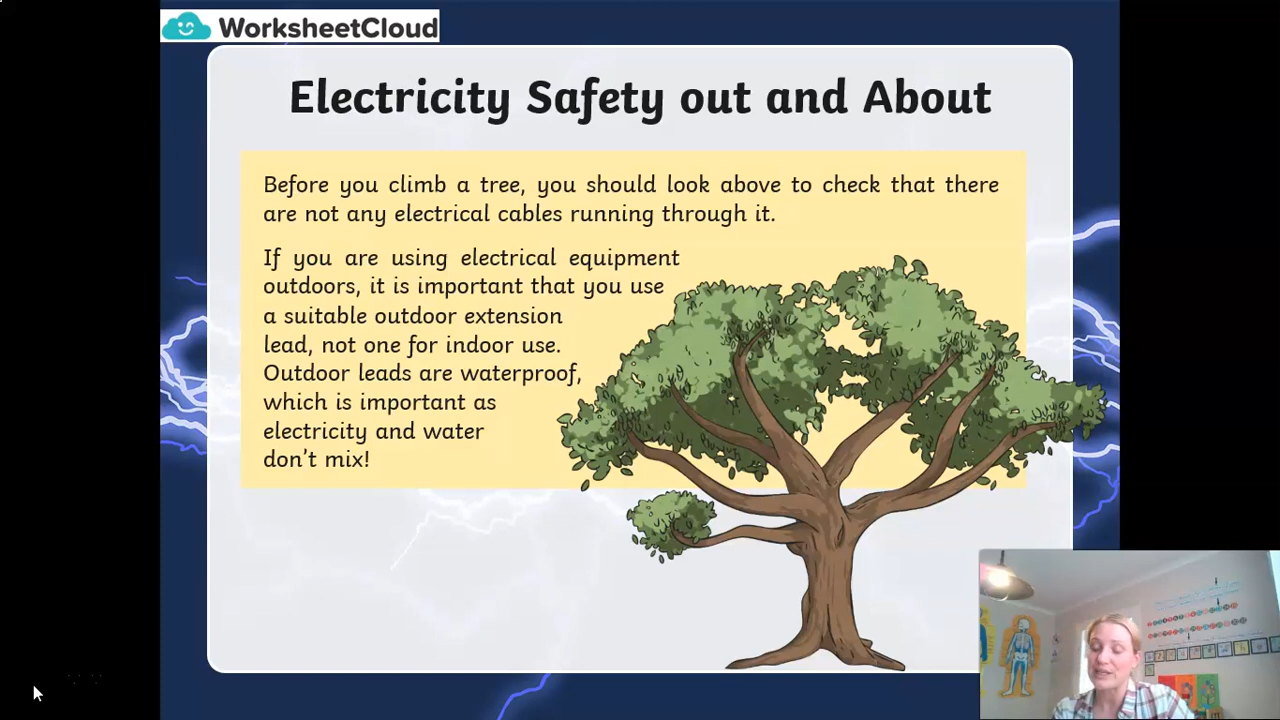 WorksheetCloud
Electricity Safety out and About
Before you climb a tree, you should look above to check that there
are not any electrical cables running through it.
If you are using electrical equipment
outdoors, it is important that you use
a suitable outdoor extension
lead, not one for indoor use.
Outdoor leads are waterproof,
which is important as
electricity and water
don't mix!